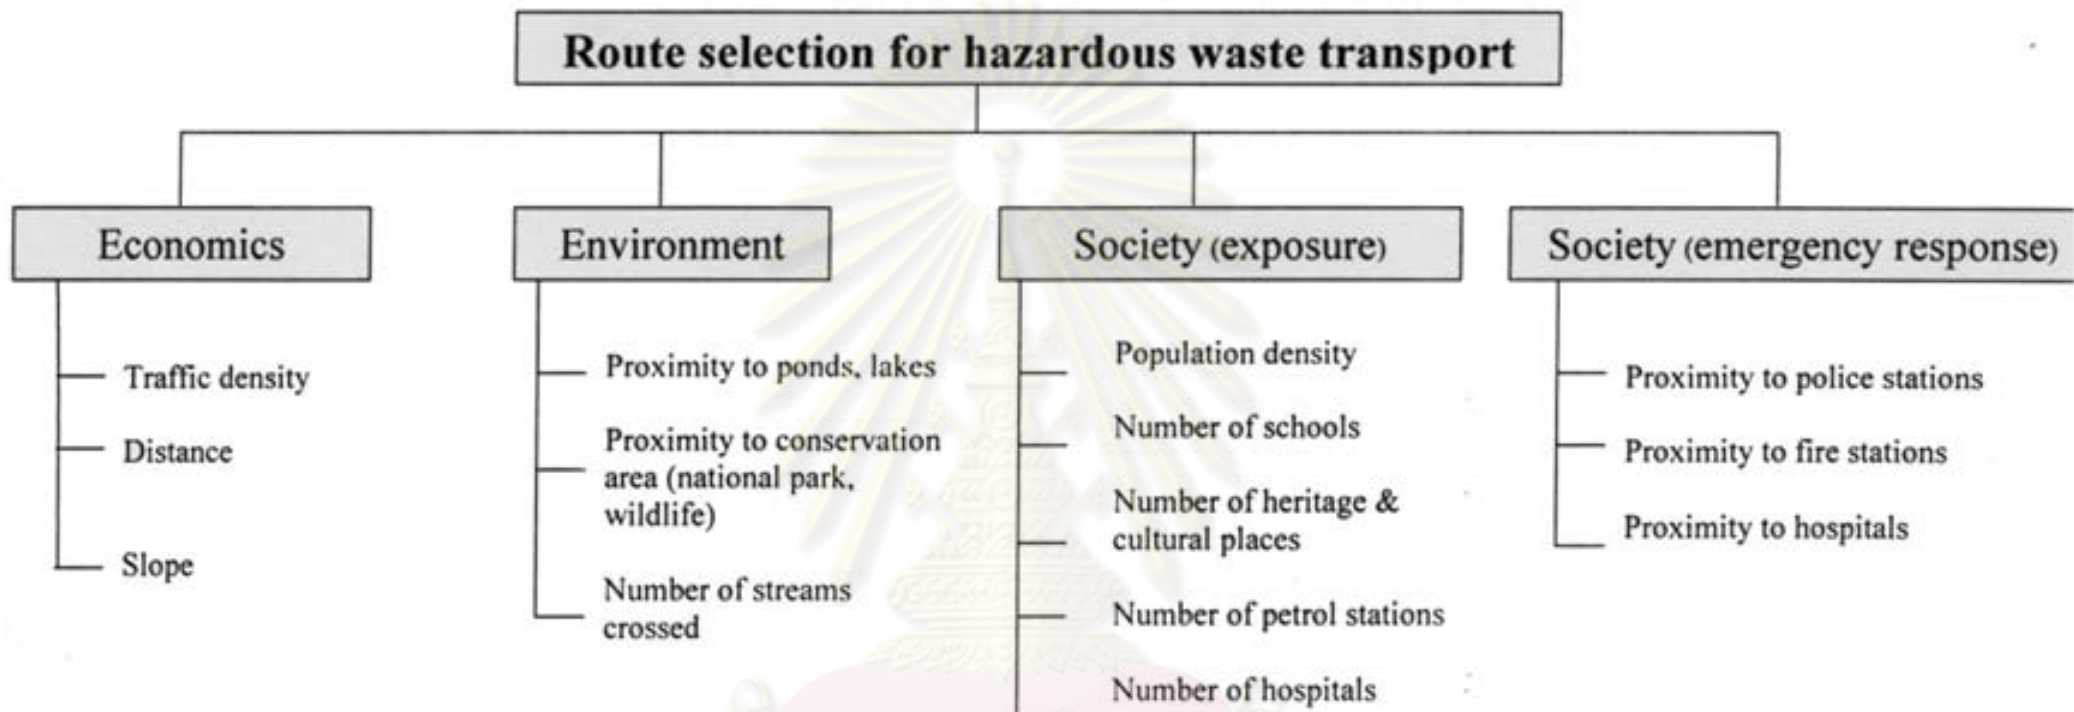 Route selection for hazardous waste transport
Economics
Traffic density
Distance
Slope
Environment
Proximity to ponds, lakes
Proximity to conservation
area (national park,
wildlife)
Number of streams
crossed
Society (exposure)
Population density
Number of schools
Number of heritage &
cultural places
Number of petrol stations
Number of hospitals
Society (emergency response)
Proximity to police stations
Proximity to fire stations
Proximity to hospitals